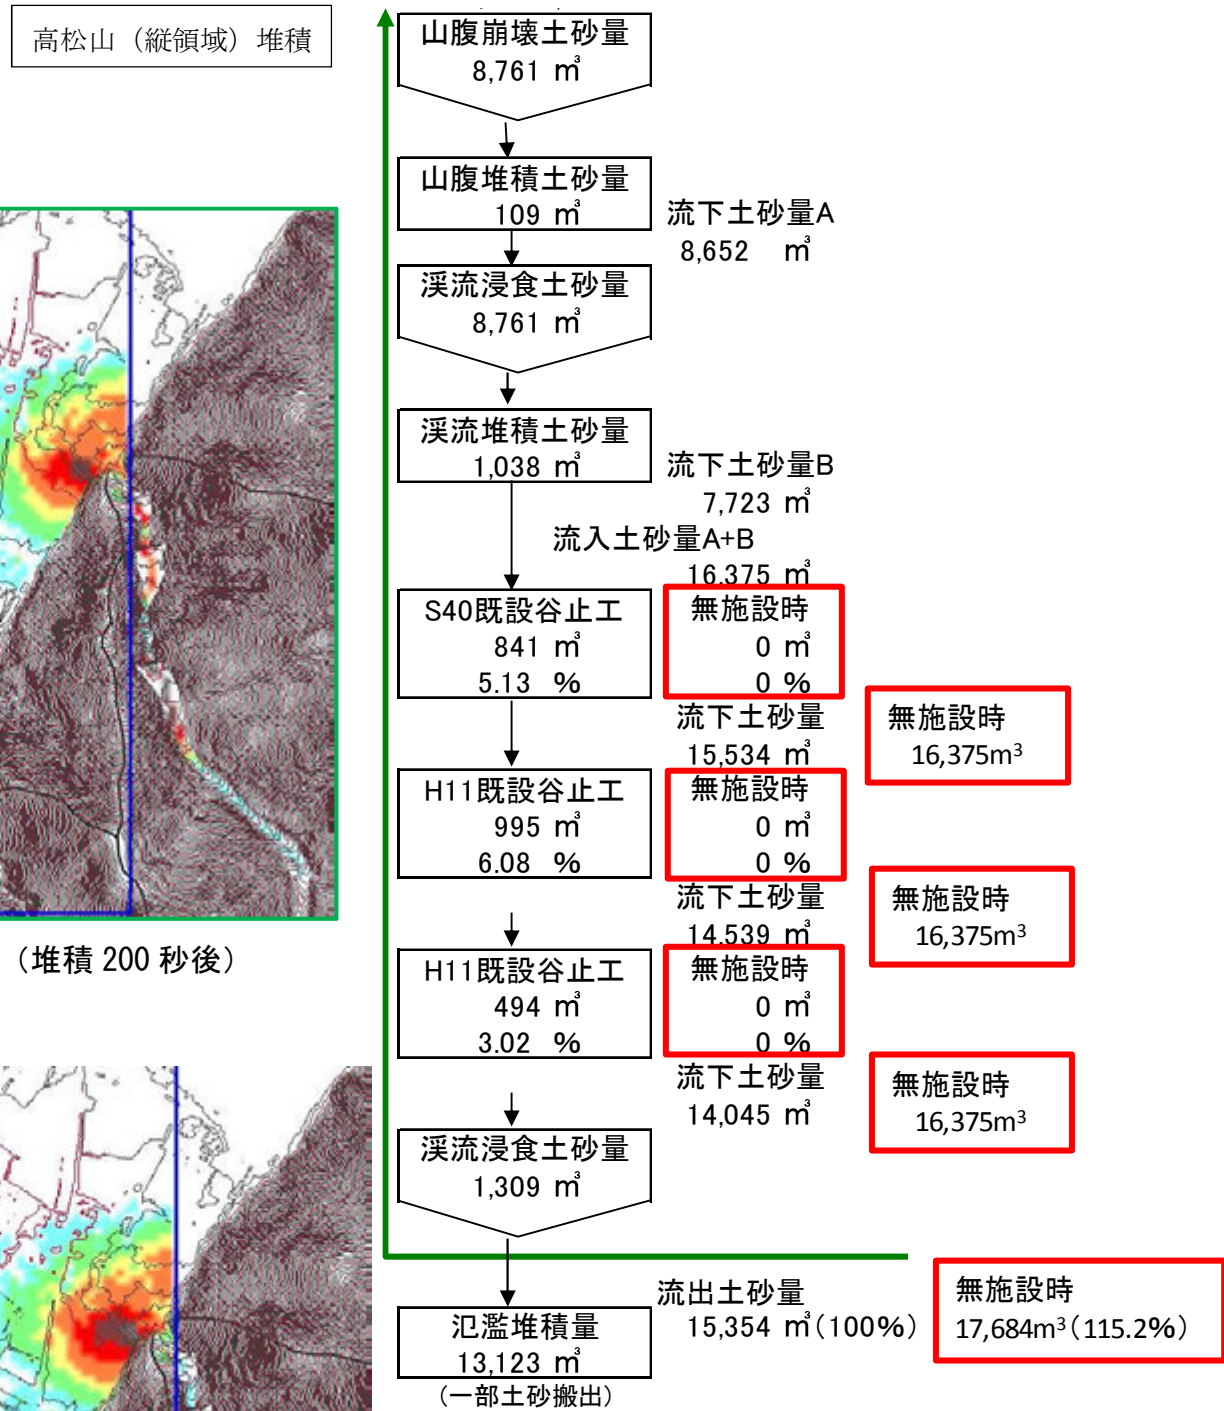 高松山（縦領域）堆積
山腹崩壊土砂量
8,761 ㎥
山腹堆積土砂量
109 ㎥
流下土砂量A
8,652 ㎥
渓流浸食土砂量
8,761 ㎥
渓流堆積土砂量
1,038 ㎥
流下土砂量B
7,723 ㎥
流入土砂量A+B
16,375 ㎥
S40既設谷止工
841 ㎥
5.13 %
無施設時
0 ㎥
0 %
流下土砂量
15,534 ㎥
無施設時
16,375m³
H11既設谷止工
995 ㎥
6.08 %
無施設時
0 ㎥
0 %
流下土砂量
14,539 ㎥
無施設時
16,375m³
（堆積 200 秒後）
H11既設谷止工
494 ㎥
3.02 %
無施設時
0 ㎥
0 %
流下土砂量
14,045 ㎥
無施設時
16,375m³
渓流浸食土砂量
1,309 ㎥
流出土砂量
15,354 ㎥（100%）
無施設時
17,684m³（115.2%）
氾濫堆積量
13,123 ㎥
（一部土砂搬出）